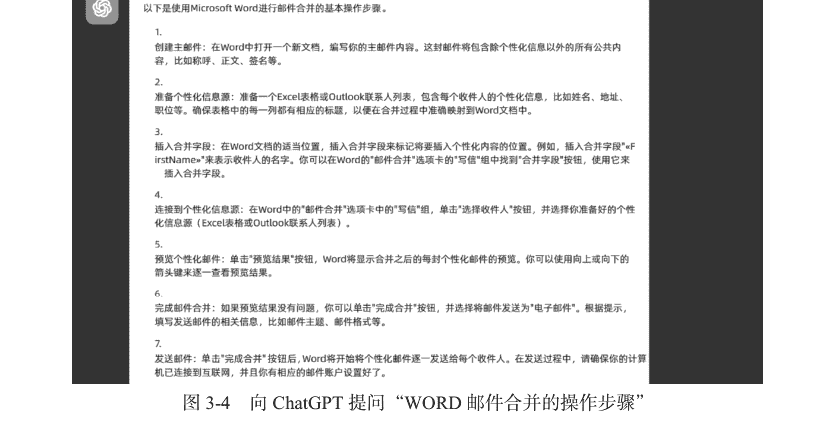 以下是使用Microsoft Word进行邮件合并的基本操作步骤。
1.
创建主邮件：在Word中打开一个新文档，编写你的主邮件内容。这封邮件将包含除个性化信息以外的所有公共内
容，比如称呼、正文、签名等。
2.
准备个性化信息源：准备一个Excel表格或Outlook联系人列表，包含每个收件人的个性化信息，比如姓名、地址、
职位等。确保表格中的每一列都有相应的标题，以便在合并过程中准确映射到Word文档中。
3.
插入合并字段：在Word文档的适当位置，插入合并字段来标记将要插入个性化内容的位置。例如，插入合并字段"«F
irstName»"来表示收件人的名字。你可以在Word的"邮件合并"选项卡的"写信"组中找到"合并字段"按钮，使用它来
插入合并字段。
4.
连接到个性化信息源：在Word中的"邮件合并"选项卡中的"写信"组，单击"选择收件人"按钮，并选择你准备好的个性
化信息源（Excel表格或Outlook联系人列表）。
5.
预览个性化邮件：单击"预览结果"按钮，Word将显示合并之后的每封个性化邮件的预览。你可以使用向上或向下的
箭头键来逐一查看预览结果。
6.
完成邮件合并：如果预览结果没有问题，你可以单击"完成合并"按钮，并选择将邮件发送为"电子邮件"。根据提示，
填写发送邮件的相关信息，比如邮件主题、邮件格式等。
7.
发送邮件：单击"完成合并"按钮后，Word将开始将个性化邮件逐一发送给每个收件人。在发送过程中，请确保你的计算
机已连接到互联网，并且你有相应的邮件账户设置好了。
图 3-4 向 ChatGPT 提问“WORD 邮件合并的操作步骤”